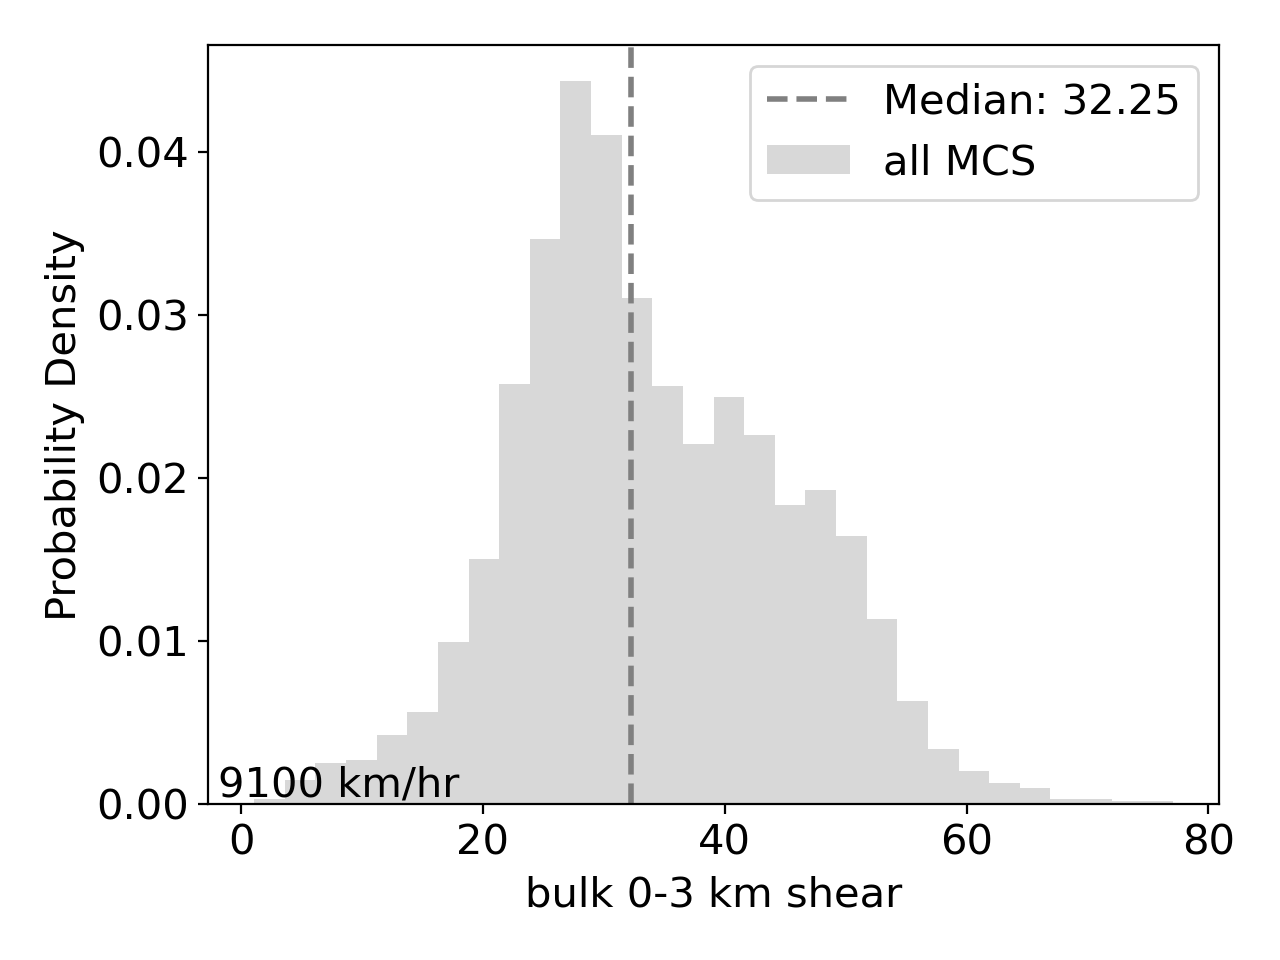 Median: 32.25
all MCS
0.04
0.03
0.02
0.01
0.00
Probability Density
9100 km/hr
0 20 40 60 80
bulk 0-3 km shear